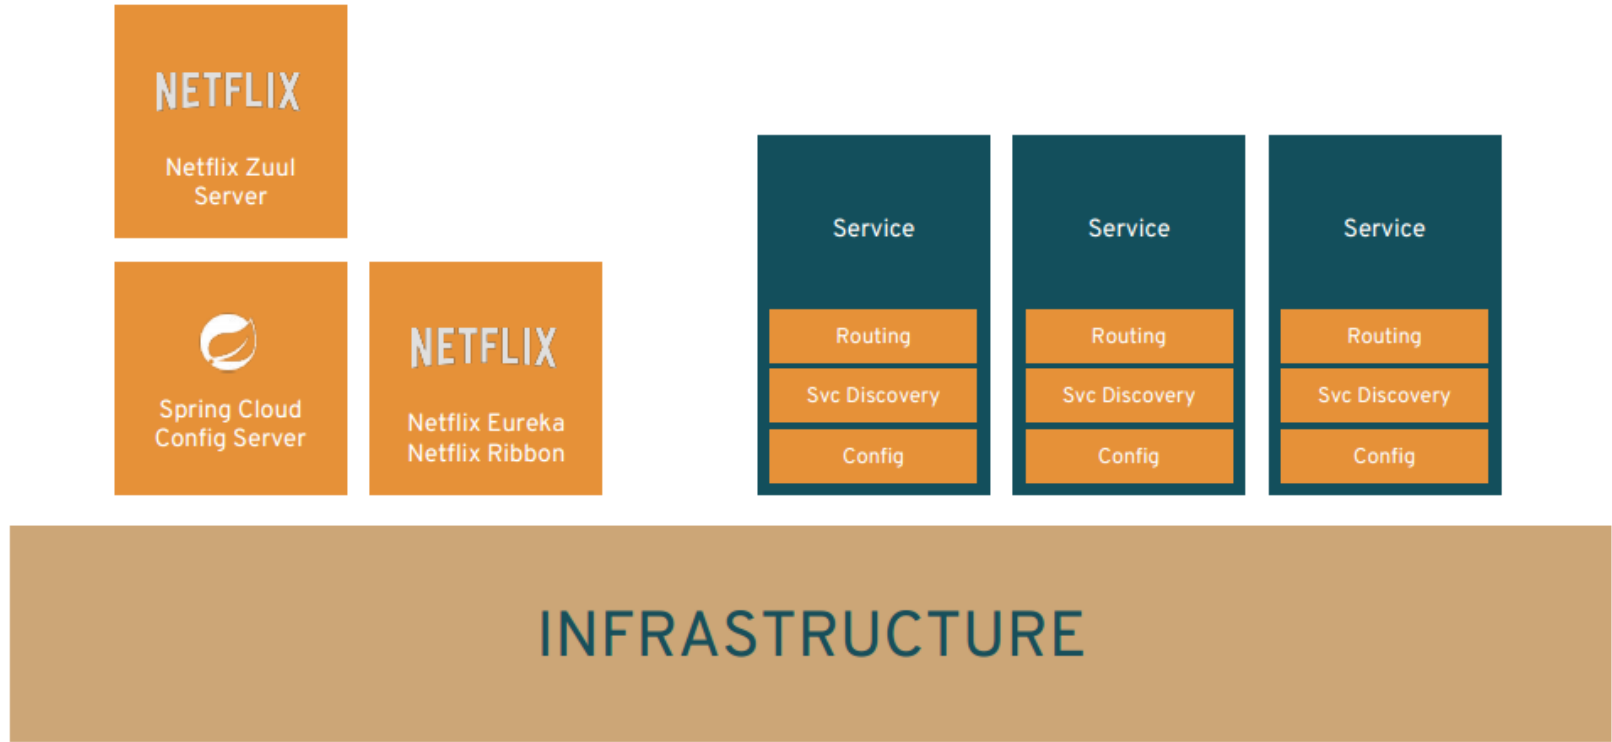 NETFLIX
Netflix Zuul
Server
Spring Cloud
Config Server
NETFLIX
Netflix Eureka
Netflix Ribbon
Service
Routing
Svc Discovery
Config
Service
Routing
Svc Discovery
Config
Service
Routing
Svc Discovery
Config
INFRASTRUCTURE